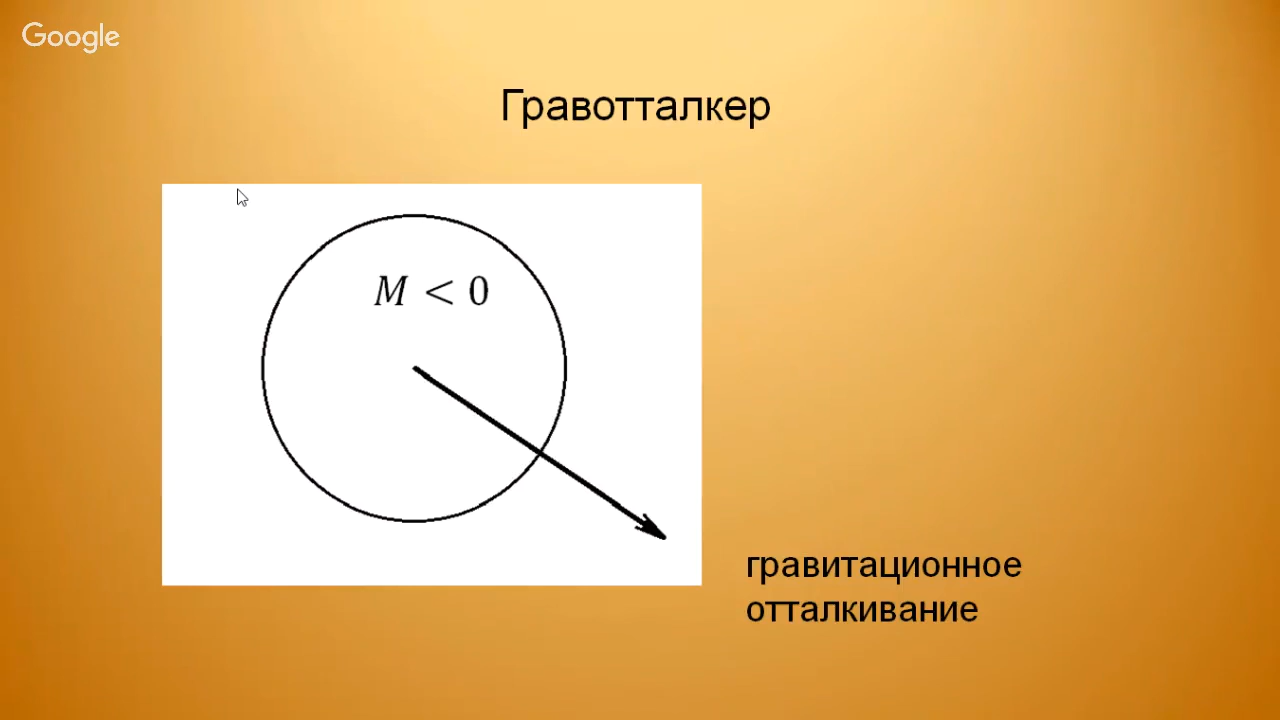 Google
Гравотталкер
M < 0
гравитационное
отталкивание